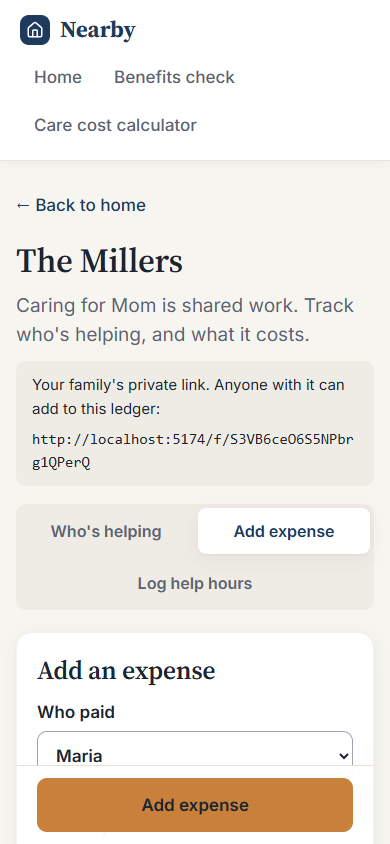 Nearby
Home Benefits check
Care cost calculator
← Back to home
The Millers
Caring for Mom is shared work. Track
who's helping, and what it costs.
Your family's private link. Anyone with it can
add to this ledger:
http://localhost:5174/f/S3VB6ceO6S5NPbr
g1QPerQ
Who's helping Add expense
Log help hours
Add an expense
Who paid
Maria
Add expense